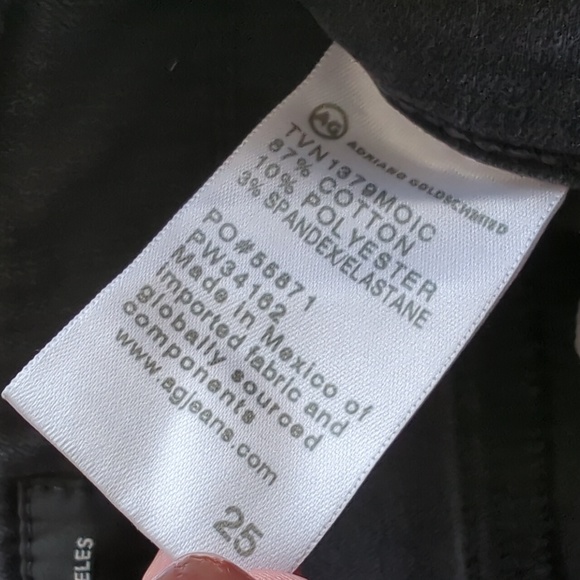 AG ADRIANO GOLDSCHMIED
TVN1379MOIC
87% COTTON
10% POLYESTER
3% SPANDEX/ELASTANE
PO#55871
PW34162
Made in Mexico of
imported fabric and
globally sourced
components
www.agjeans.com
25
ELES